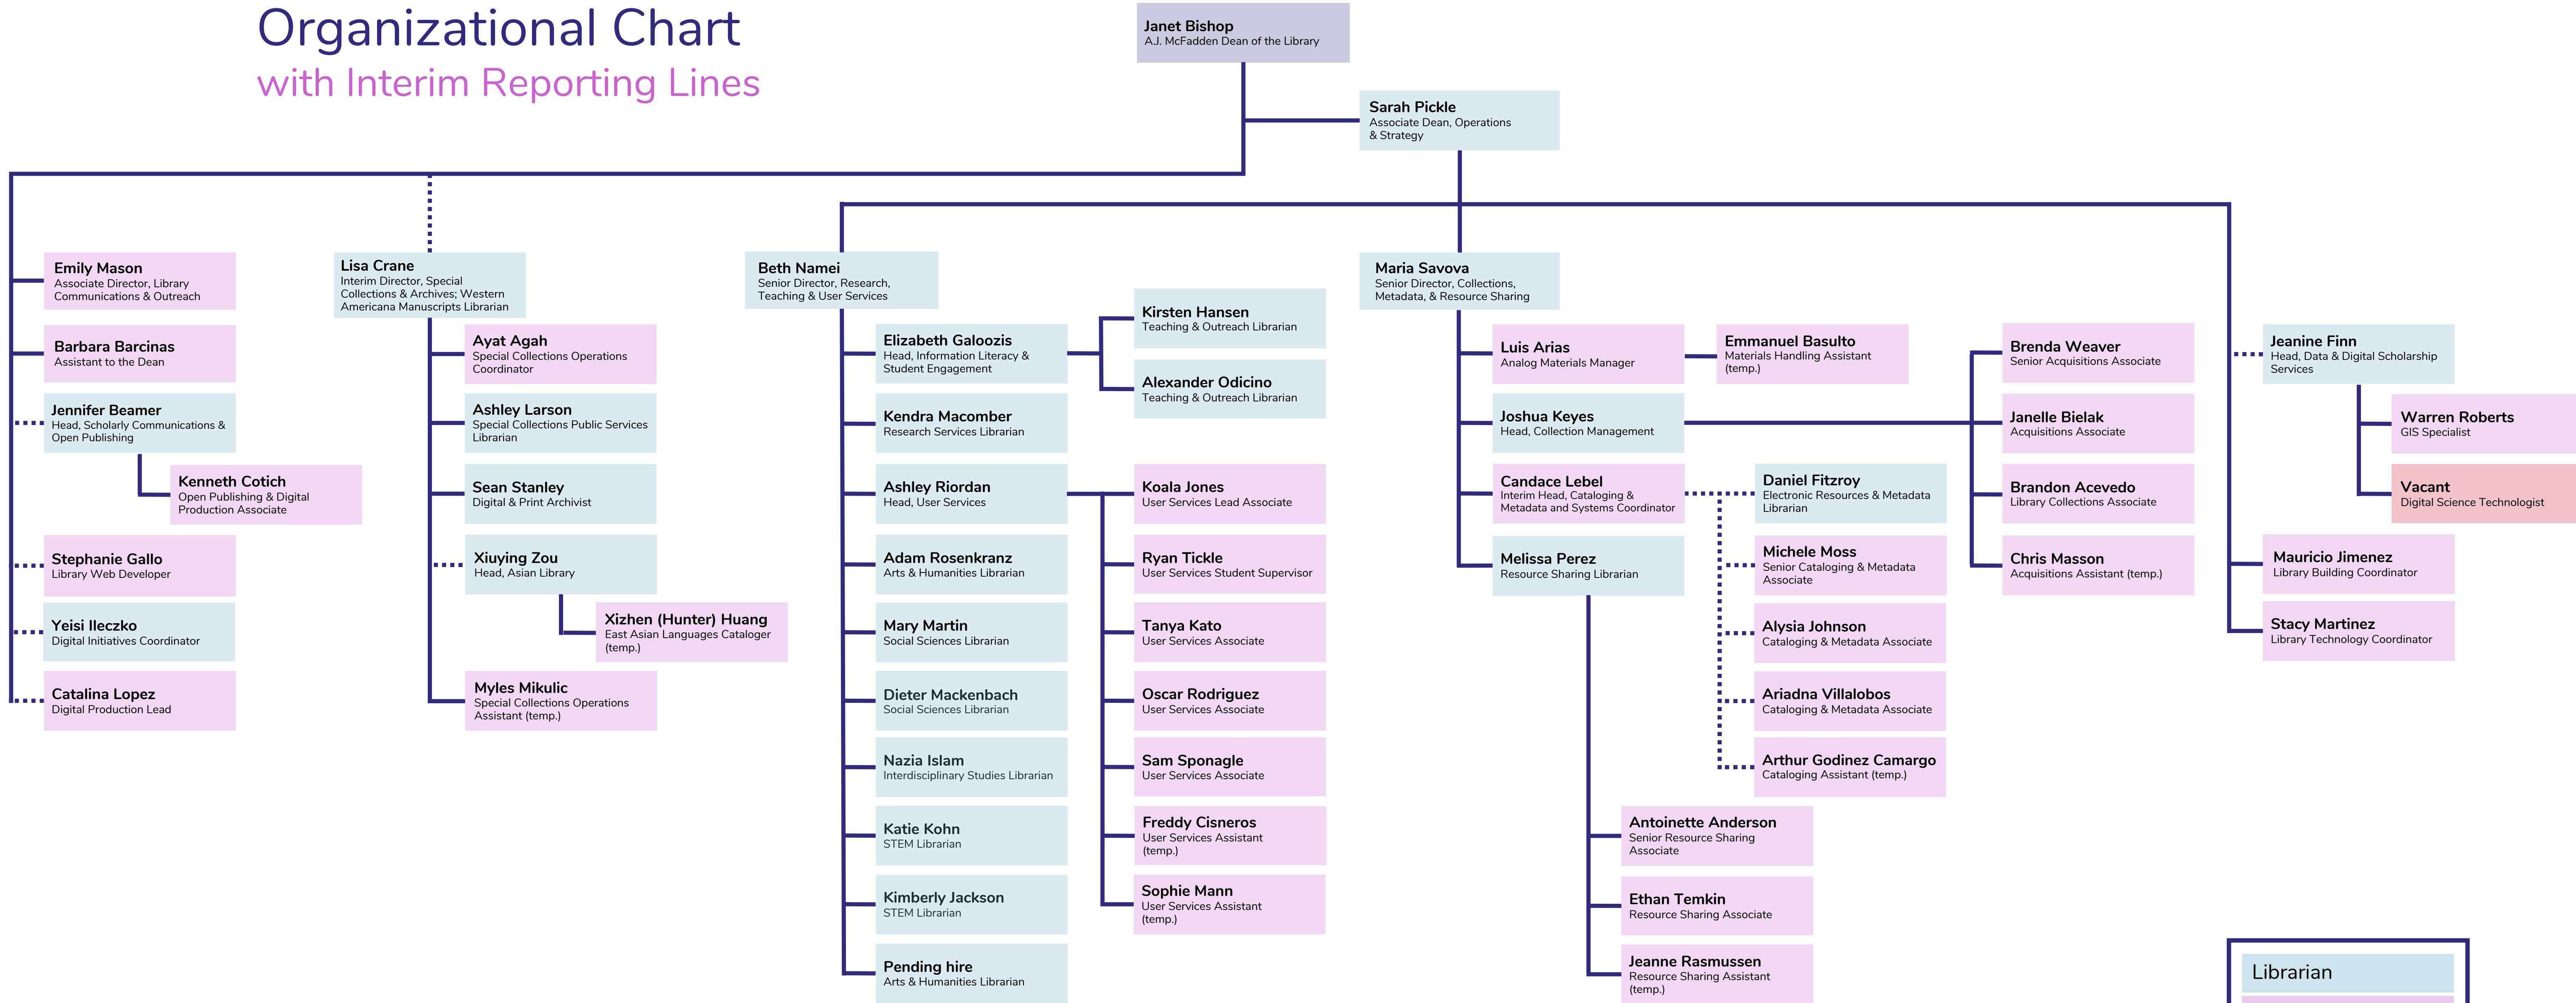 Organizational Chart
with Interim Reporting Lines
Janet Bishop
A.J. McFadden Dean of the Library
Sarah Pickle
Associate Dean, Operations
& Strategy
Emily Mason
Associate Director, Library
Communications & Outreach
Barbara Barcinas
Assistant to the Dean
Jennifer Beamer
Head, Scholarly Communications &
Open Publishing
Kenneth Cotich
Open Publishing & Digital
Production Associate
Stephanie Gallo
Library Web Developer
Yeisi Ileczko
Digital Initiatives Coordinator
Catalina Lopez
Digital Production Lead
Lisa Crane
Interim Director, Special
Collections & Archives; Western
Americana Manuscripts Librarian
Ayat Agah
Special Collections Operations
Coordinator
Ashley Larson
Special Collections Public Services
Librarian
Sean Stanley
Digital & Print Archivist
Xiuying Zou
Head, Asian Library
Xizhen (Hunter) Huang
East Asian Languages Cataloger
(temp.)
Myles Mikulic
Special Collections Operations
Assistant (temp.)
Beth Namei
Senior Director, Research,
Teaching & User Services
Elizabeth Galoozis
Head, Information Literacy &
Student Engagement
Kirsten Hansen
Teaching & Outreach Librarian
Alexander Odicino
Teaching & Outreach Librarian
Kendra Macomber
Research Services Librarian
Ashley Riordan
Head, User Services
Koala Jones
User Services Lead Associate
Ryan Tickle
User Services Student Supervisor
Tanya Kato
User Services Associate
Oscar Rodriguez
User Services Associate
Sam Sponagle
User Services Associate
Freddy Cisneros
User Services Assistant
(temp.)
Sophie Mann
User Services Assistant
(temp.)
Adam Rosenkranz
Arts & Humanities Librarian
Mary Martin
Social Sciences Librarian
Dieter Mackenbach
Social Sciences Librarian
Nazia Islam
Interdisciplinary Studies Librarian
Katie Kohn
STEM Librarian
Kimberly Jackson
STEM Librarian
Pending hire
Arts & Humanities Librarian
Maria Savova
Senior Director, Collections,
Metadata, & Resource Sharing
Luis Arias
Analog Materials Manager
Emmanuel Basulto
Materials Handling Assistant
(temp.)
Joshua Keyes
Head, Collection Management
Brenda Weaver
Senior Acquisitions Associate
Janelle Bielak
Acquisitions Associate
Brandon Acevedo
Library Collections Associate
Chris Masson
Acquisitions Assistant (temp.)
Candace Lebel
Interim Head, Cataloging &
Metadata and Systems Coordinator
Daniel Fitzroy
Electronic Resources & Metadata
Librarian
Michele Moss
Senior Cataloging & Metadata
Associate
Alysia Johnson
Cataloging & Metadata Associate
Ariadna Villalobos
Cataloging & Metadata Associate
Arthur Godinez Camargo
Cataloging Assistant (temp.)
Melissa Perez
Resource Sharing Librarian
Antoinette Anderson
Senior Resource Sharing
Associate
Ethan Temkin
Resource Sharing Associate
Jeanne Rasmussen
Resource Sharing Assistant
(temp.)
Jeanine Finn
Head, Data & Digital Scholarship
Services
Warren Roberts
GIS Specialist
Vacant
Digital Science Technologist
Mauricio Jimenez
Library Building Coordinator
Stacy Martinez
Library Technology Coordinator
Librarian